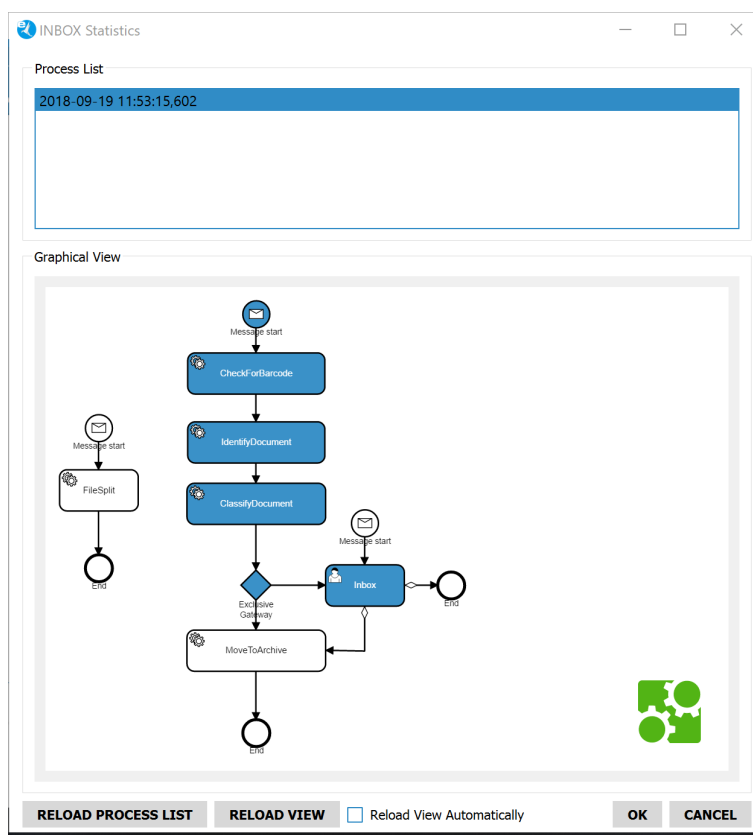 INBOX Statistics
Process List
2018-09-19 11:53:15,602
Graphical View
Message start
CheckForBarcode
IdentifyDocument
Message start
FileSplit
ClassifyDocument
Message start
Inbox
End
End
Exclusive
Gateway
MoveToArchive
End
RELOAD PROCESS LIST
RELOAD VIEW
Reload View Automatically
OK
CANCEL